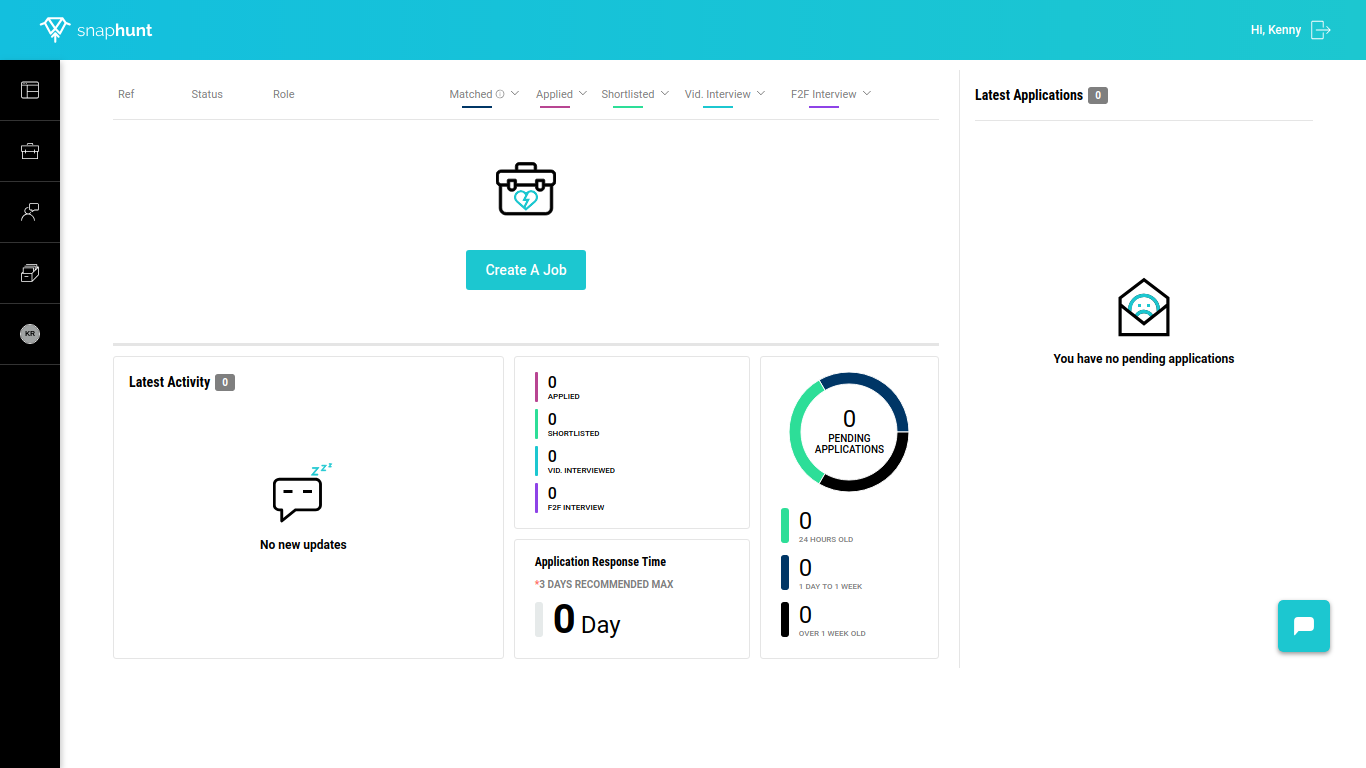 snaphunt
Hi, Kenny
Ref Status Role Matched Applied Shortlisted Vid. Interview F2F Interview
Latest Applications 0
Create A Job
You have no pending applications
KR
Latest Activity 0
zzz
No new updates
0
APPLIED
0
SHORTLISTED
0
VID. INTERVIEWED
0
F2F INTERVIEW
Application Response Time
*3 DAYS RECOMMENDED MAX
0 Day
0
PENDING
APPLICATIONS
0
24 HOURS OLD
0
1 DAY TO 1 WEEK
0
OVER 1 WEEK OLD